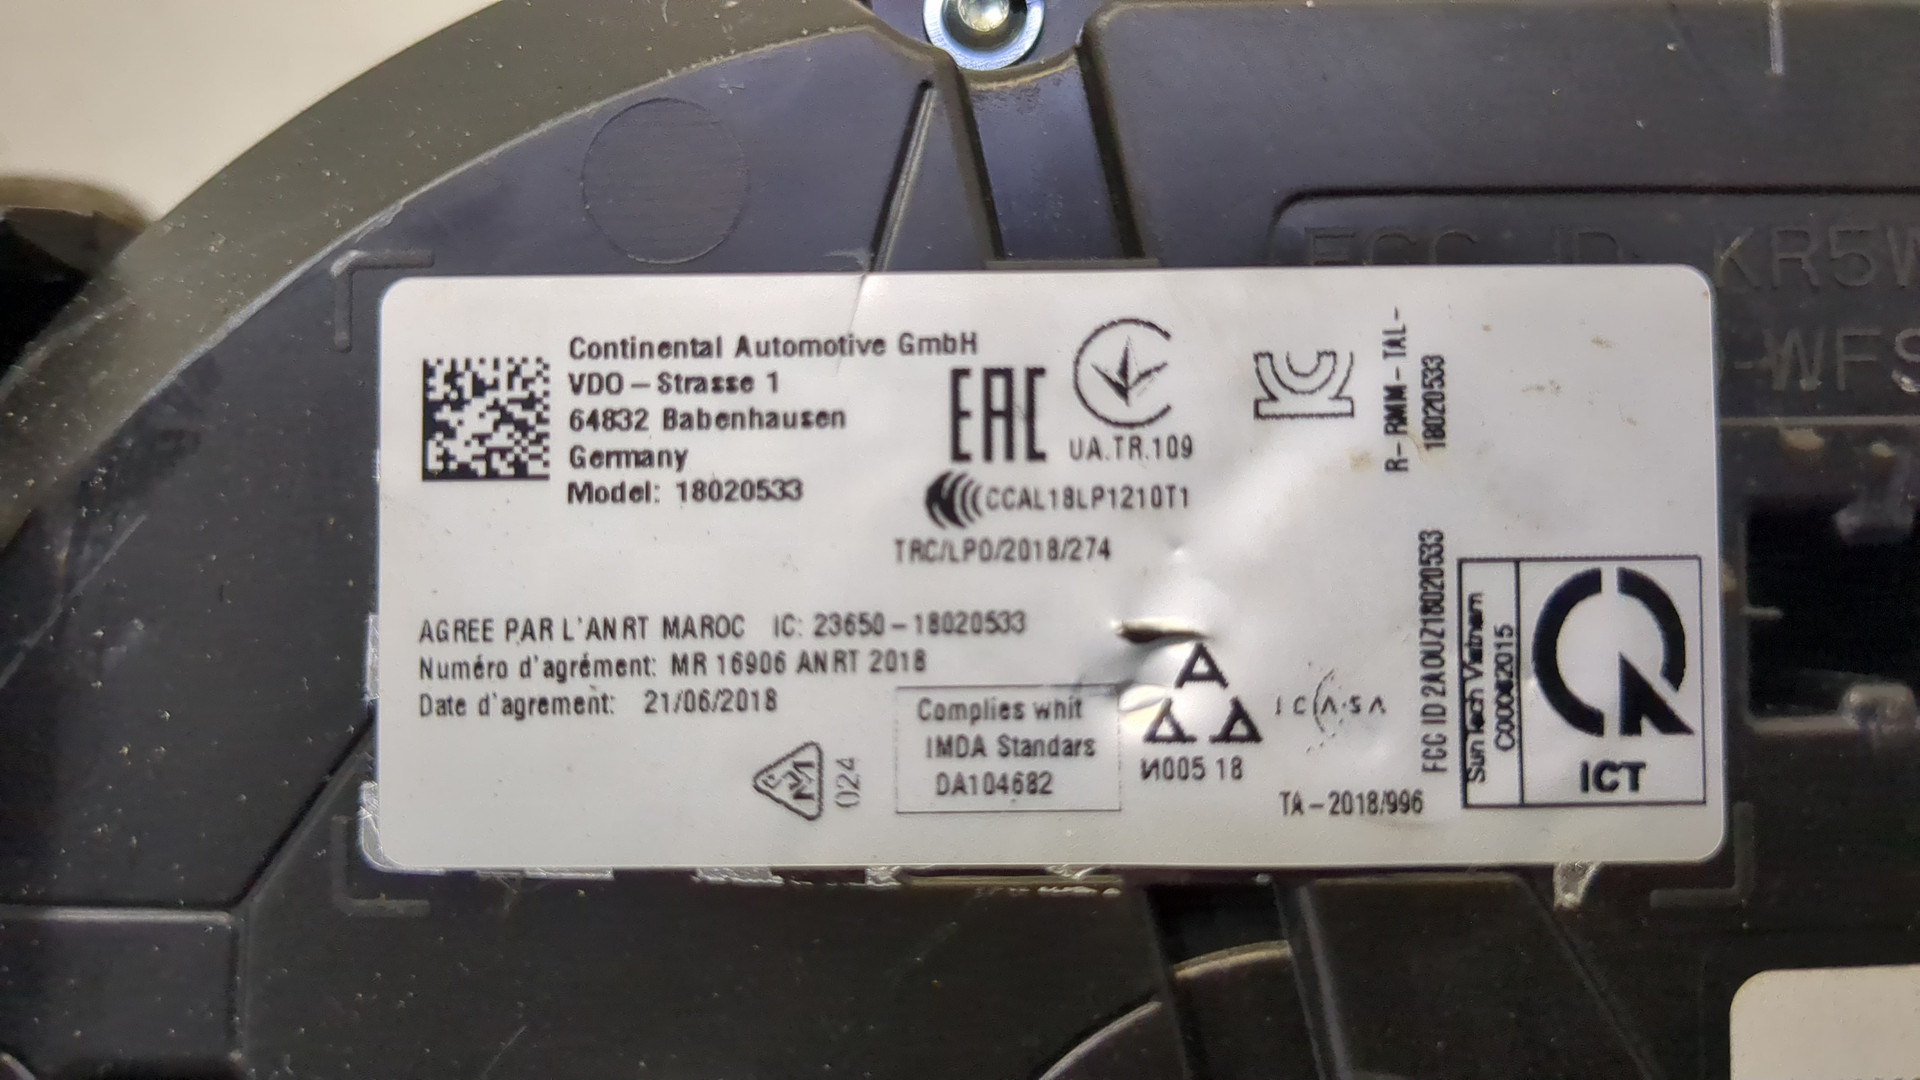 FCC ID KR5W
-WFS
Continental Automotive GmbH
VDO – Strasse 1
64832 Babenhausen
Germany
Model: 18020533
EAC
UA.TR.109
CCAL18LP1210T1
TRC/LPD/2018/274
R-RMM-TAL-
18020533
AGREE PAR L'ANRT MAROC IC: 23650-18020533
Numéro d'agrément: MR 16906 ANRT 2018
Date d'agrement: 21/06/2018
024
Complies whit
IMDA Standars
DA104682
И005 18
ICASA
TA-2018/996
FCC ID 2AOUZ18020533
ICT